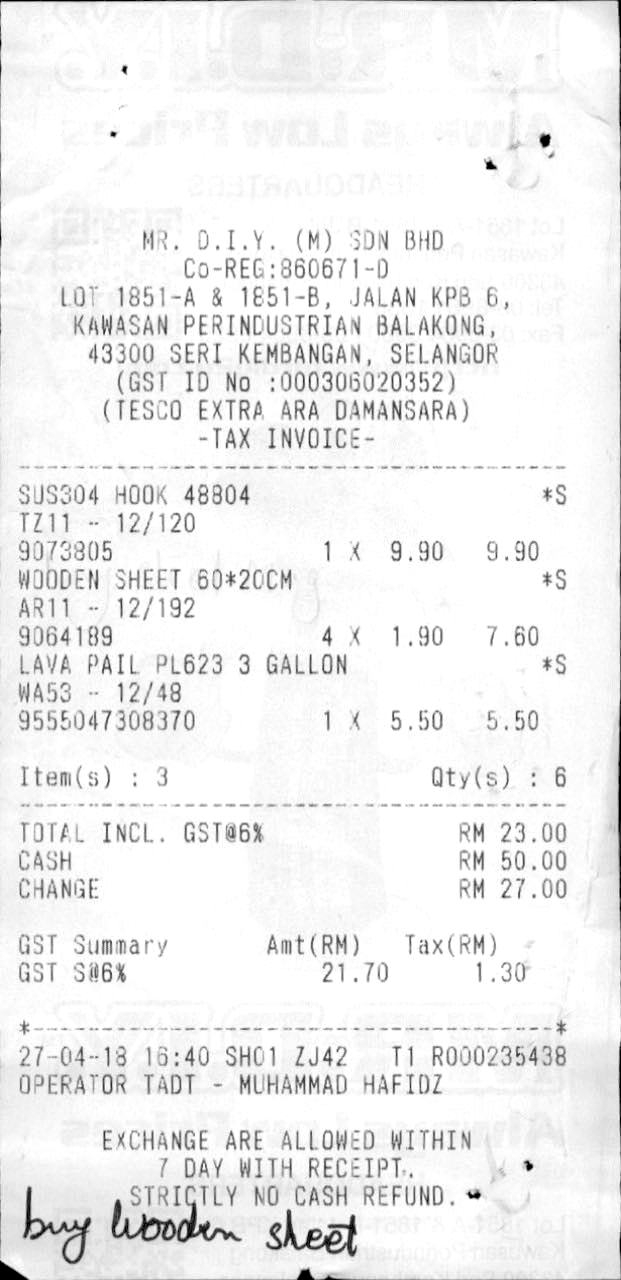 MR. D.I.Y. (M) SDN BHD
Co-REG:860671-D
LOT 1851-A & 1851-B, JALAN KPB 6,
KAWASAN PERINDUSTRIAN BALAKONG,
43300 SERI KEMBANGAN, SELANGOR
(GST ID No :000306020352)
(TESCO EXTRA ARA DAMANSARA)
-TAX INVOICE-
SUS304 HOOK 48804 *S
TZ11 - 12/120
9073805 1 X 9.90 9.90
WOODEN SHEET 60*20CM *S
AR11 - 12/192
9064189 4 X 1.90 7.60
LAVA PAIL PL623 3 GALLON *S
WA53 - 12/48
9555047308370 1 X 5.50 5.50
Item(s) : 3 Qty(s) : 6
TOTAL INCL. GST@6% RM 23.00
CASH RM 50.00
CHANGE RM 27.00
GST Summary Amt(RM) Tax(RM)
GST S@6% 21.70 1.30
27-04-18 16:40 SH01 ZJ42 T1 R000235438
OPERATOR TADT - MUHAMMAD HAFIDZ
EXCHANGE ARE ALLOWED WITHIN
7 DAY WITH RECEIPT.
STRICTLY NO CASH REFUND.
buy wooden sheet